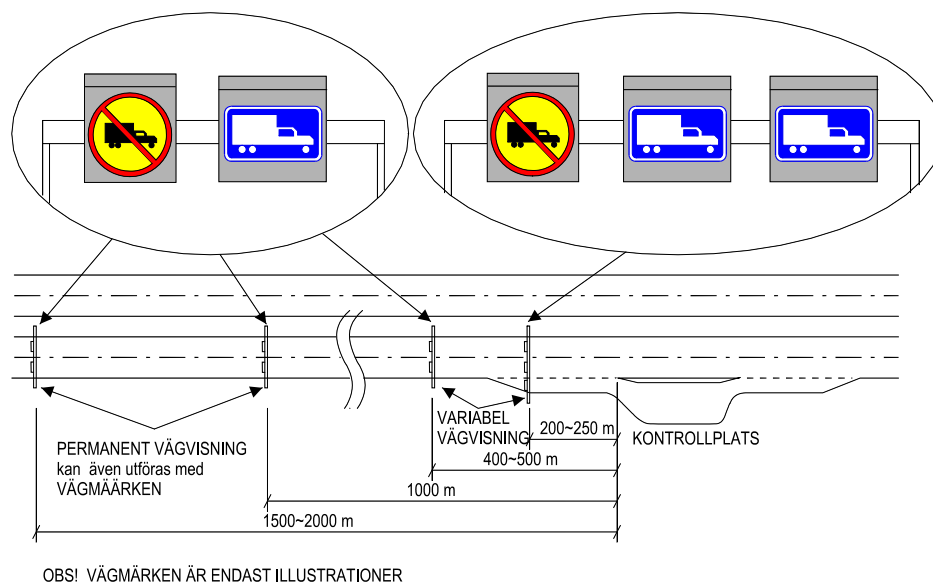 PERMANENT VÄGVISNING
kan även utföras med
VÄGMÄÄRKEN
VARIABEL
VÄGVISNING
200~250 m
KONTROLLPLATS
400~500 m
1000 m
1500~2000 m
OBS! VÄGMÄRKEN ÄR ENDAST ILLUSTRATIONER